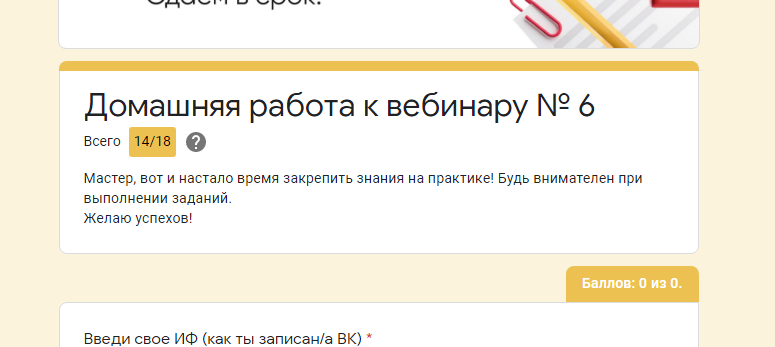 Сдаем в срок!
Домашняя работа к вебинару № 6
Всего 14/18 ?
Мастер, вот и настало время закрепить знания на практике! Будь внимателен при
выполнении заданий.
Желаю успехов!
Баллов: 0 из 0.
Введи свое ИФ (как ты записан/а ВК) *